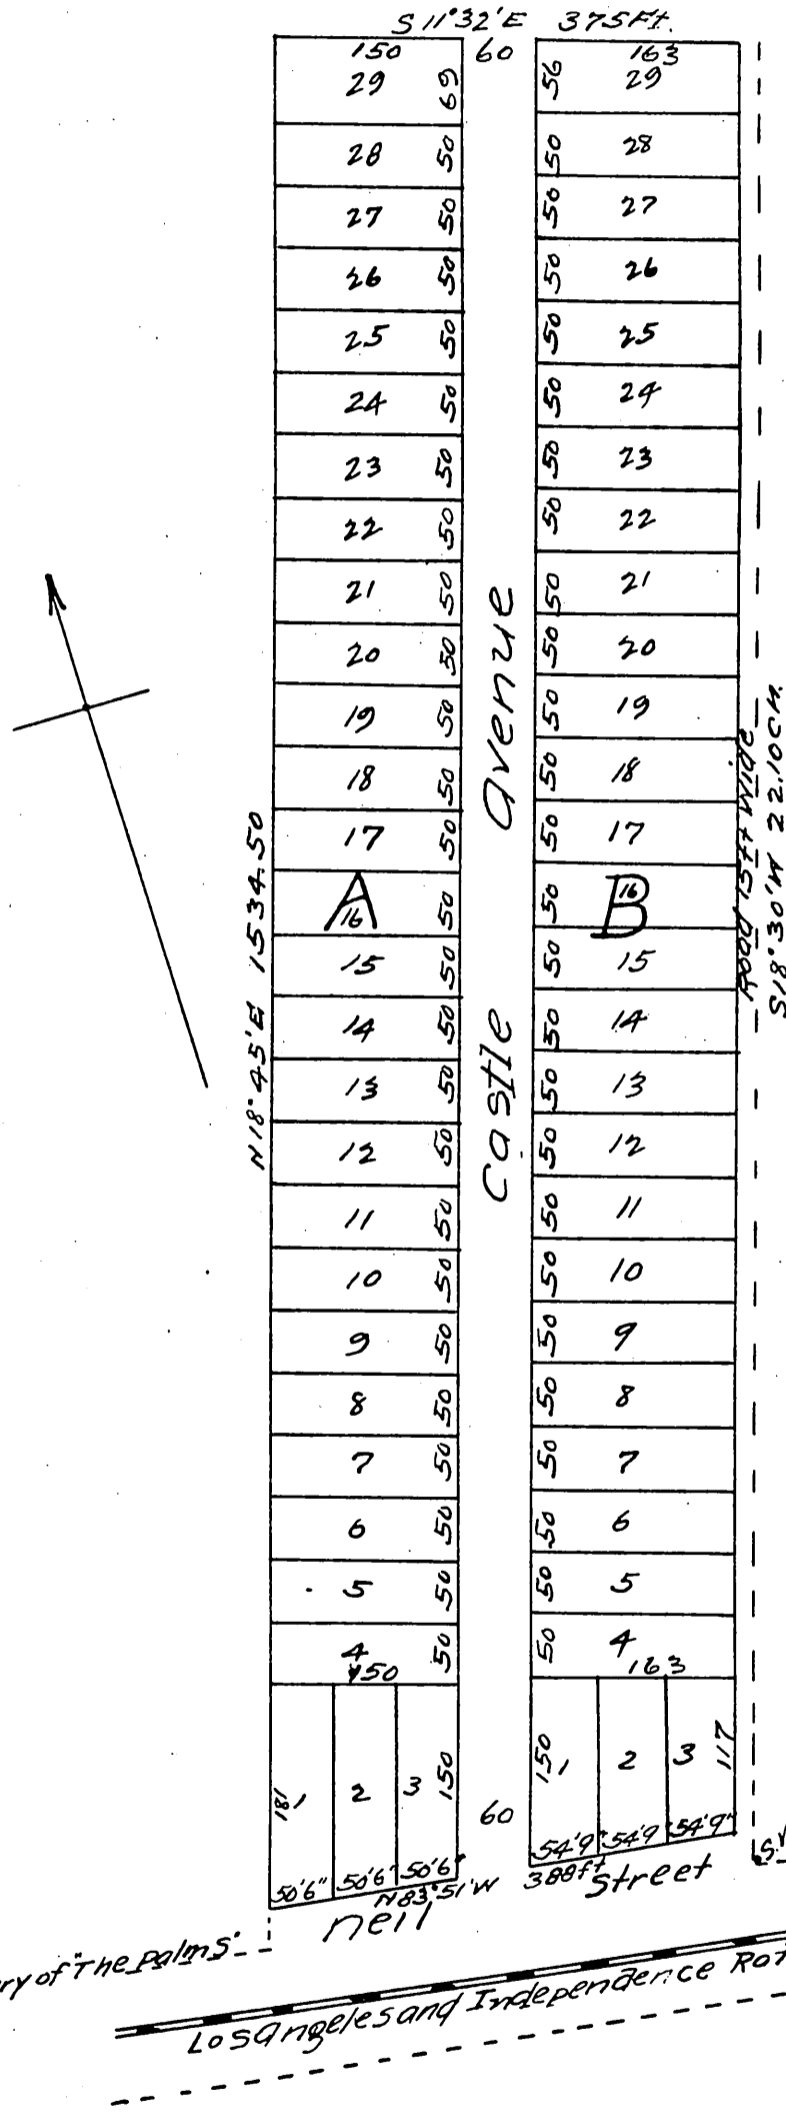 S 11°32'E 375 Ft.
150 60 163
29 69 56 29
28 50 50 28
27 50 50 27
26 50 50 26
25 50 50 25
24 50 50 24
23 50 50 23
22 50 50 22
21 50 50 21
20 50 50 20
19 50 50 19
18 50 50 18
17 50 50 17
A 16 50 50 B 16
15 50 50 15
14 50 50 14
13 50 50 13
12 50 50 12
11 50 50 11
10 50 50 10
9 50 50 9
8 50 50 8
7 50 50 7
6 50 50 6
5 50 50 5
4 50 50 4
150 163
181 1 2 3 150 60 150 1 2 3 117
50'6" 50'6" 50'6" 54'9" 54'9 54'9"
N 83°51'W 388 ft
Neil Street
Castle Avenue
N 18°45'E 1534.50
Road 15 Ft Wide
S 18°30'W 22.10 CH.
of "The Palms"
Los Angeles and Independence